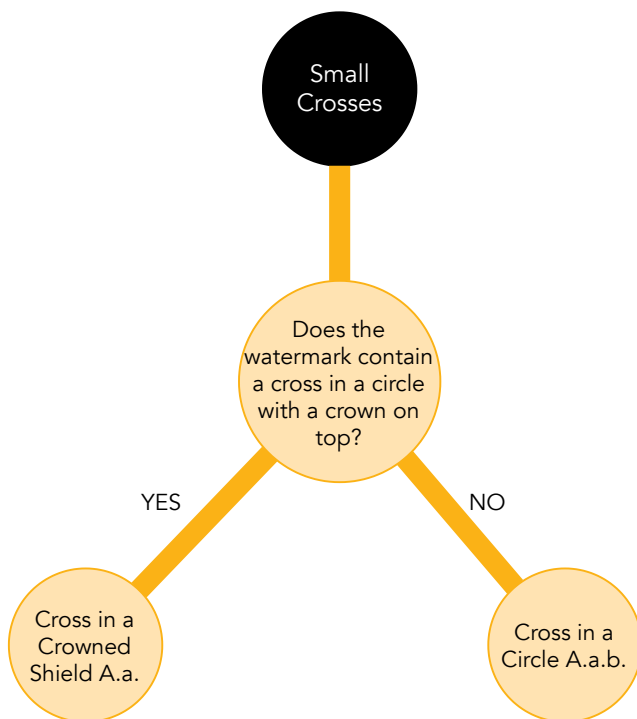 Small
Crosses
Does the
watermark contain
a cross in a circle
with a crown on
top?
YES
NO
Cross in a
Crowned
Shield A.a.
Cross in a
Circle A.a.b.